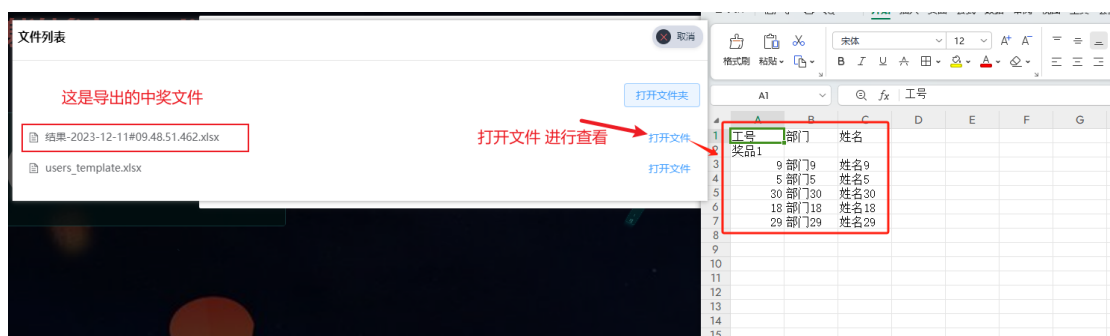 文件列表
取消
这是导出的中奖文件
打开文件夹
结果-2023-12-11#09.48.51.462.xlsx
打开文件 进行查看
打开文件
users_template.xlsx
打开文件
格式刷 粘贴
宋体 12 A+ A-
B I U A
A1 fx 工号
A B C D E F G
1 工号 部门 姓名
2 奖品1
3 9 部门9 姓名9
4 5 部门5 姓名5
5 30 部门30 姓名30
6 18 部门18 姓名18
7 29 部门29 姓名29
8
9
10
11
12
13
14
15